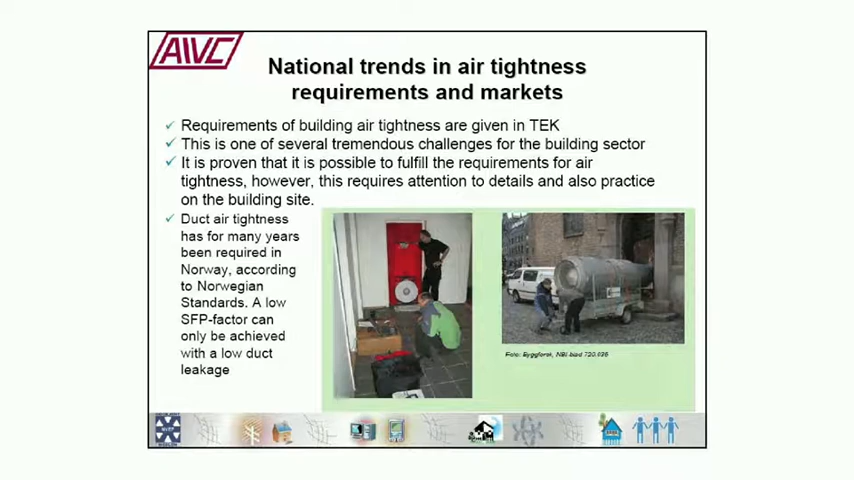 AIVC
National trends in air tightness
requirements and markets
✓ Requirements of building air tightness are given in TEK
✓ This is one of several tremendous challenges for the building sector
✓ It is proven that it is possible to fulfill the requirements for air
tightness, however, this requires attention to details and also practice
on the building site.
✓ Duct air tightness
has for many years
been required in
Norway, according
to Norwegian
Standards. A low
SFP-factor can
only be achieved
with a low duct
leakage
Foto: Byggforsk, NBI-blad 720.035